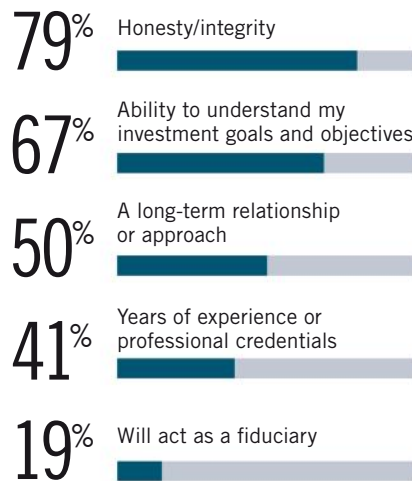 79% Honesty/integrity
67% Ability to understand my
investment goals and objectives
50% A long-term relationship
or approach
41% Years of experience or
professional credentials
19% Will act as a fiduciary